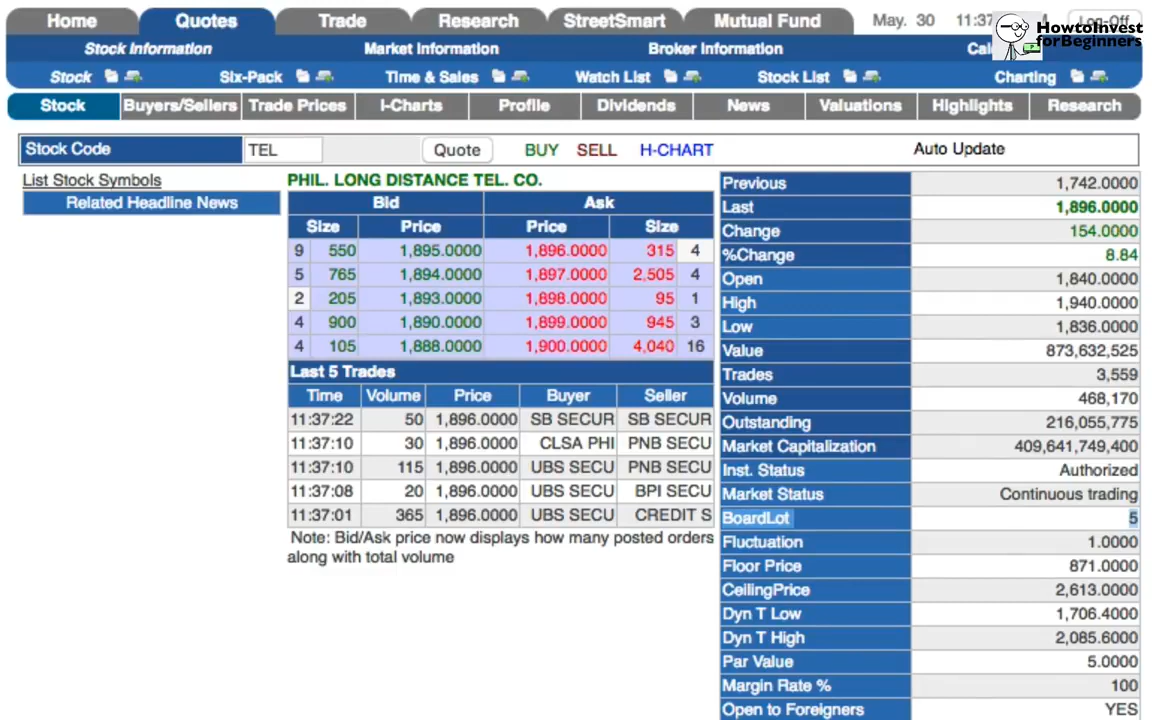 Home Quotes Trade Research StreetSmart Mutual Fund May. 30 11:37 Log-Off
HowtoInvest
forBeginners
Stock Information Market Information Broker Information
Stock Six-Pack Time & Sales Watch List Stock List Charting
Stock Buyers/Sellers Trade Prices I-Charts Profile Dividends News Valuations Highlights Research
Stock Code TEL Quote BUY SELL H-CHART Auto Update
List Stock Symbols
Related Headline News
PHIL. LONG DISTANCE TEL. CO.
Bid Ask
Size Price Price Size
9 550 1,895.0000 1,896.0000 315 4
5 765 1,894.0000 1,897.0000 2,505 4
2 205 1,893.0000 1,898.0000 95 1
4 900 1,890.0000 1,899.0000 945 3
4 105 1,888.0000 1,900.0000 4,040 16
Last 5 Trades
Time Volume Price Buyer Seller
11:37:22 50 1,896.0000 SB SECUR SB SECUR
11:37:10 30 1,896.0000 CLSA PHI PNB SECU
11:37:10 115 1,896.0000 UBS SECU PNB SECU
11:37:08 20 1,896.0000 UBS SECU BPI SECU
11:37:01 365 1,896.0000 UBS SECU CREDIT S
Note: Bid/Ask price now displays how many posted orders
along with total volume
Previous 1,742.0000
Last 1,896.0000
Change 154.0000
%Change 8.84
Open 1,840.0000
High 1,940.0000
Low 1,836.0000
Value 873,632,525
Trades 3,559
Volume 468,170
Outstanding 216,055,775
Market Capitalization 409,641,749,400
Inst. Status Authorized
Market Status Continuous trading
BoardLot 5
Fluctuation 1.0000
Floor Price 871.0000
CeilingPrice 2,613.0000
Dyn T Low 1,706.4000
Dyn T High 2,085.6000
Par Value 5.0000
Margin Rate % 100
Open to Foreigners YES